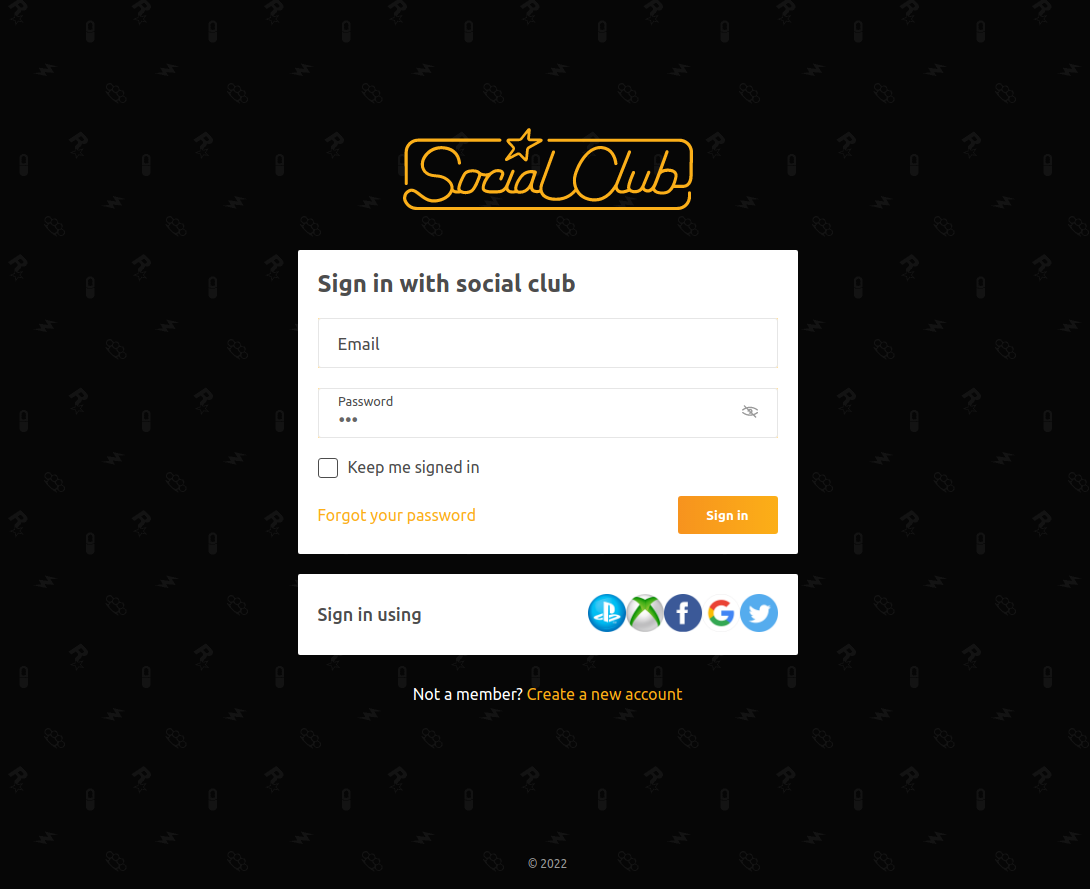 Social Club
Sign in with social club
Email
Password
•••
Keep me signed in
Forgot your password
Sign in
Sign in using
Not a member? Create a new account
© 2022